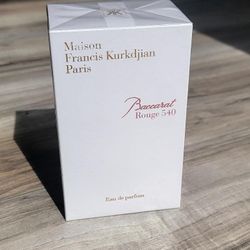 Maison
Francis Kurkdjian
Paris
Baccarat
Rouge 540
Eau de parfum